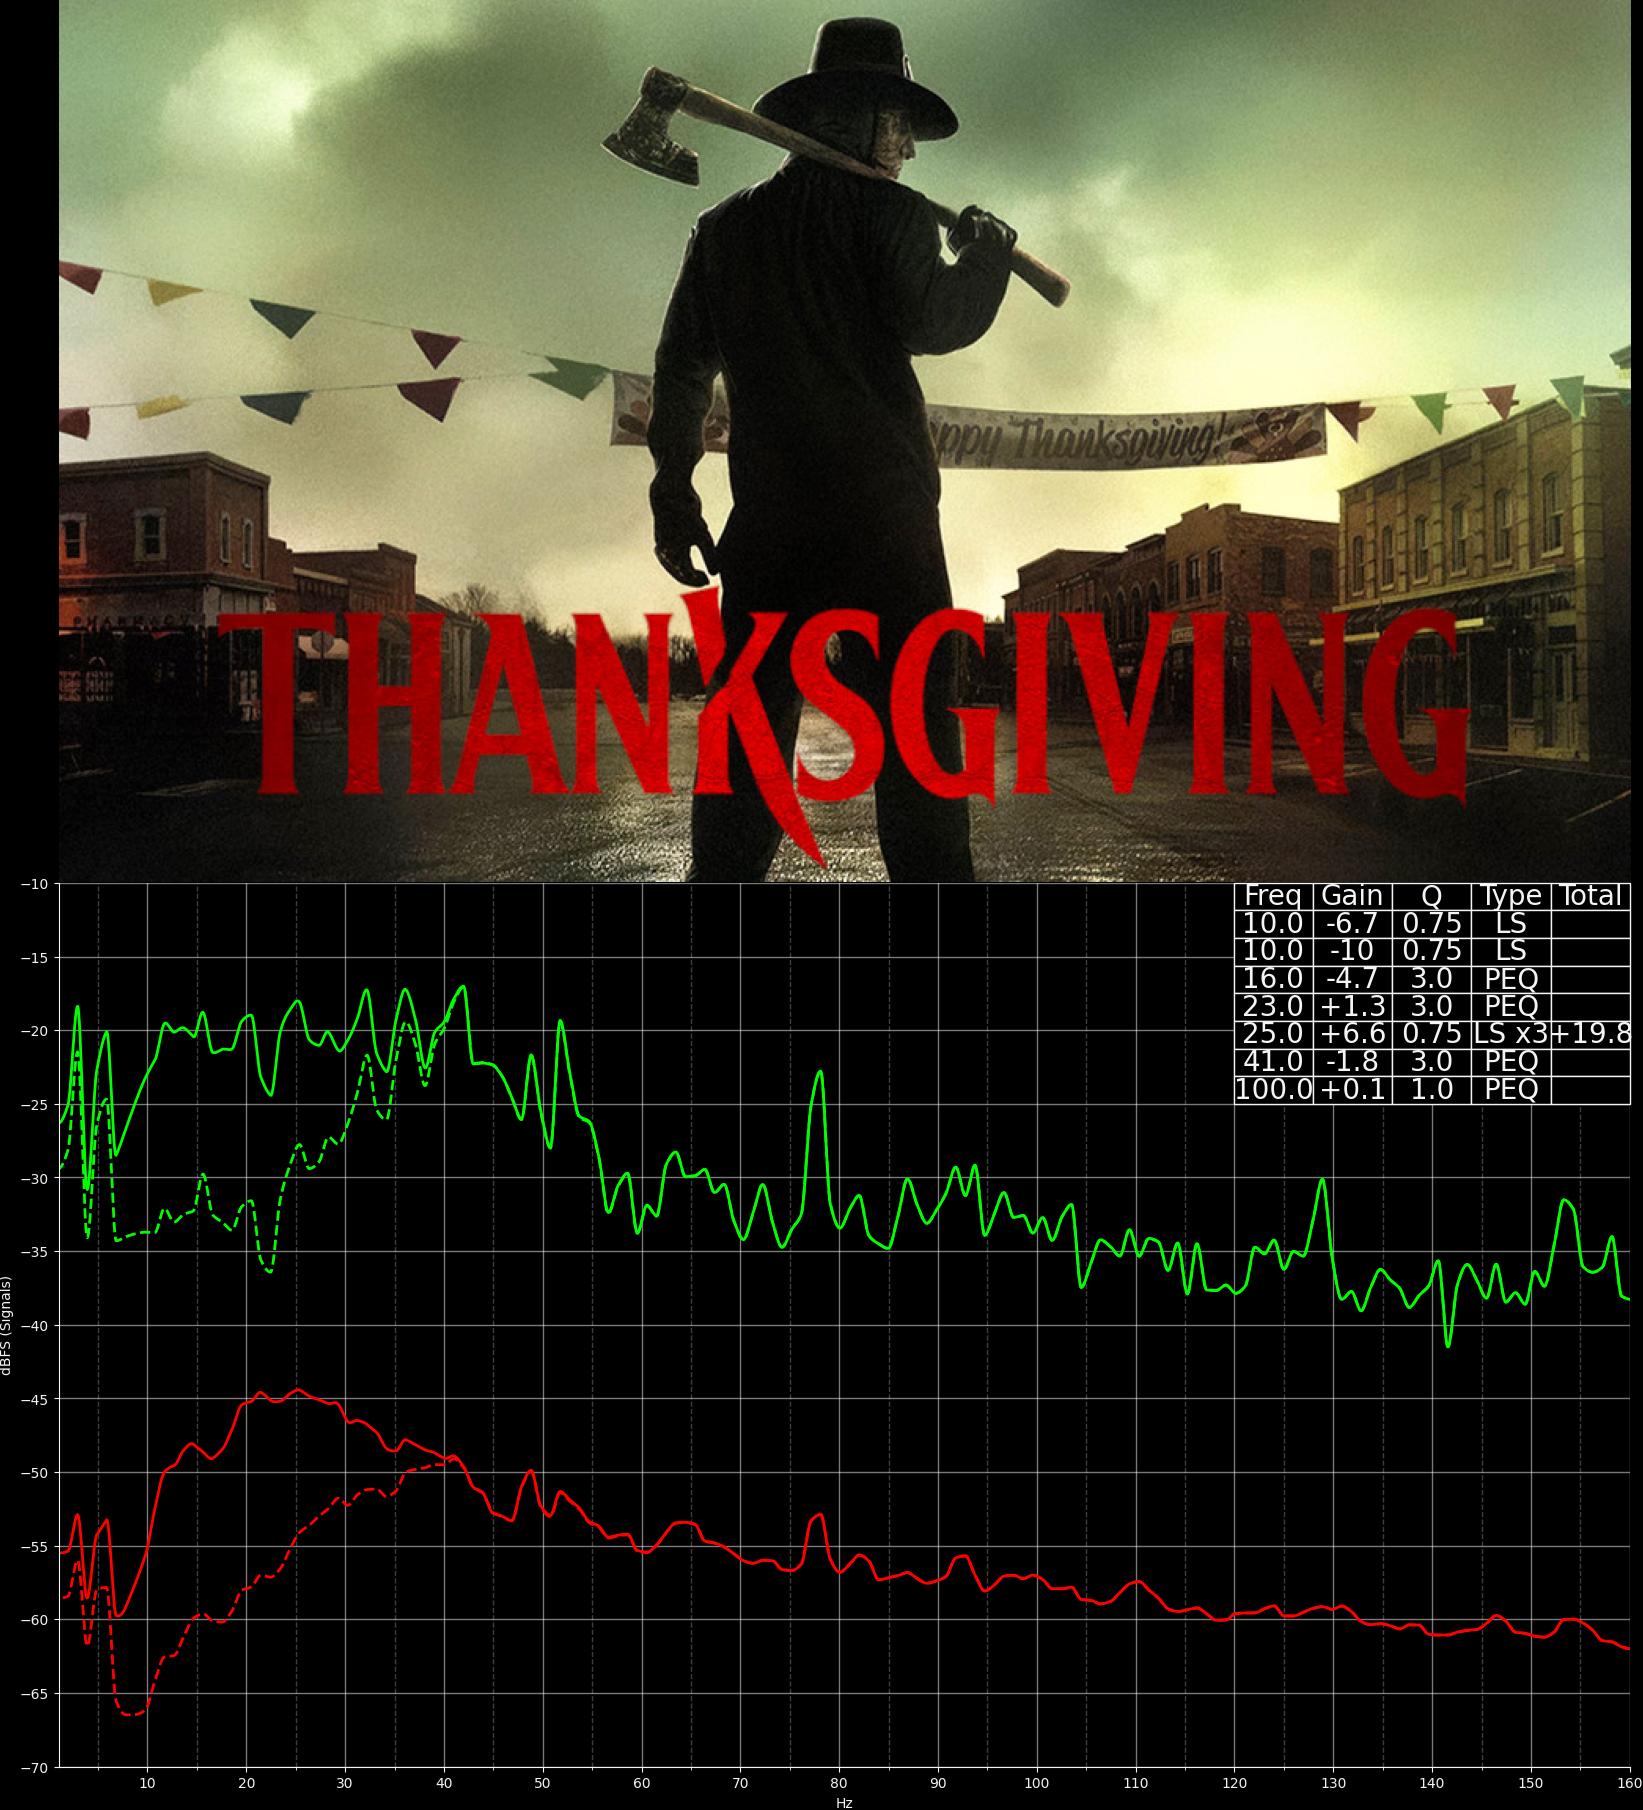 ppy Thanksgiving!
THANKSGIVING
Freq Gain Q Type Total
10.0 -6.7 0.75 LS
10.0 -10 0.75 LS
16.0 -4.7 3.0 PEQ
23.0 +1.3 3.0 PEQ
25.0 +6.6 0.75 LS x3 +19.8
41.0 -1.8 3.0 PEQ
100.0 +0.1 1.0 PEQ
−10
−15
−20
−25
−30
−35
−40
−45
−50
−55
−60
−65
−70
dBFS (Signals)
10 20 30 40 50 60 70 80 90 100 110 120 130 140 150 160
Hz